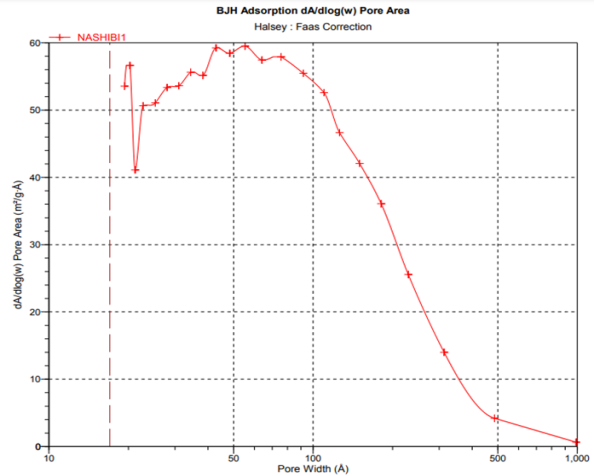 BJH Adsorption dA/dlog(w) Pore Area
Halsey : Faas Correction
NASHIBI1
dA/dlog(w) Pore Area (m²/g·Å)
60
50
40
30
20
10
0
10
50
100
500
1,000
Pore Width (Å)